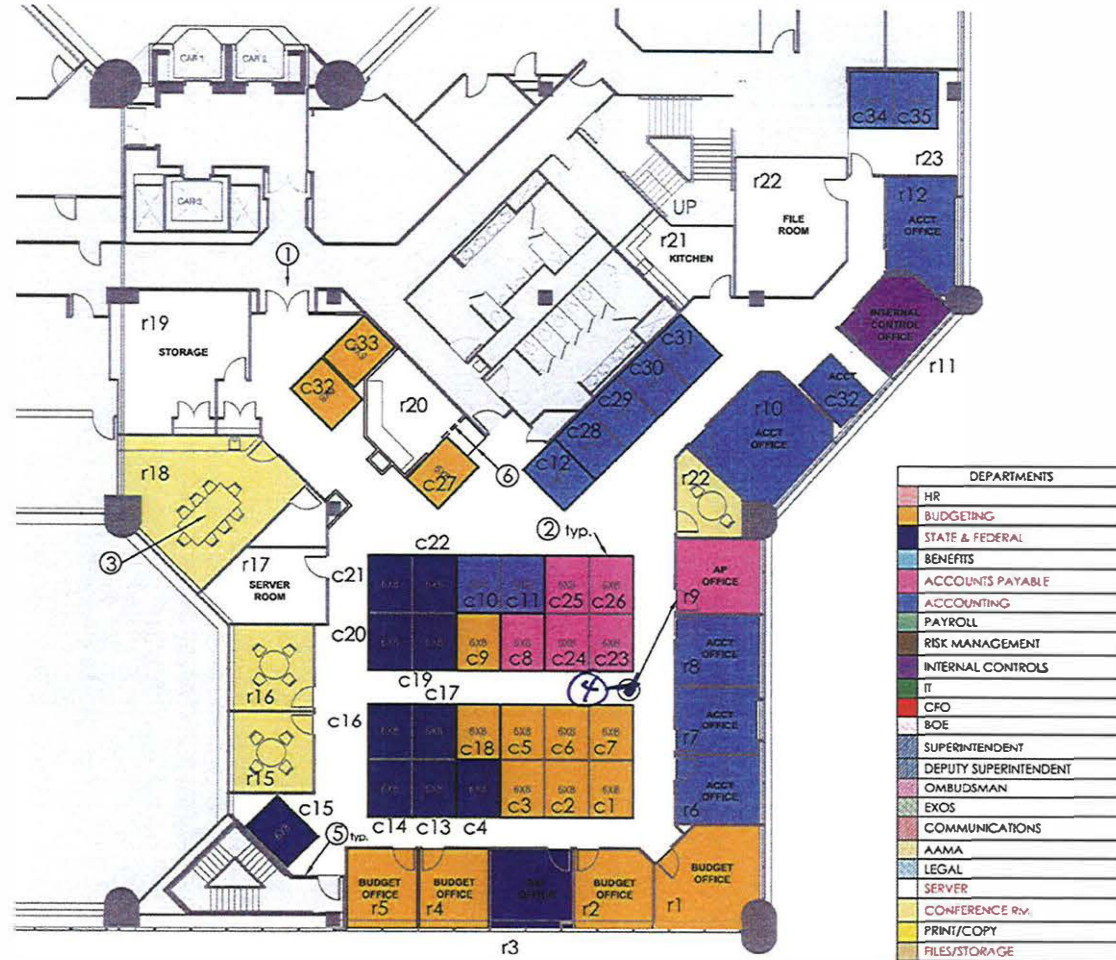 CAR 1
CAR 2
c34
c35
r23
r22
FILE
ROOM
r12
ACCT
OFFICE
CAR 3
UP
r21
KITCHEN
1
r19
STORAGE
c33
c32
c31
c30
c29
c28
c12
INTERNAL
CONTROL
OFFICE
r11
ACCT
c32
r10
ACCT
OFFICE
r20
c27
6
r22
r18
3
2 typ.
r17
SERVER
ROOM
c22
c21
6X8
6X8
c10
c11
6X8
c25
6X8
c26
AP
OFFICE
r9
c20
6X8
6X8
6X8
c9
6X8
c8
6X8
c24
6X8
c23
ACCT
OFFICE
r8
c19
c17
4
r16
c16
6X8
6X8
6X8
c18
6X8
c5
6X8
c6
6X8
c7
ACCT
OFFICE
r7
r15
6X8
6X8
6X8
6X8
c3
6X8
c2
6X8
c1
ACCT
OFFICE
r6
c15
6X8
c14
c13
c4
5 typ.
BUDGET
OFFICE
r5
BUDGET
OFFICE
r4
BUDGET
OFFICE
r2
BUDGET
OFFICE
r1
r3
DEPARTMENTS
HR
BUDGETING
STATE & FEDERAL
BENEFITS
ACCOUNTS PAYABLE
ACCOUNTING
PAYROLL
RISK MANAGEMENT
INTERNAL CONTROLS
IT
CFO
BOE
SUPERINTENDENT
DEPUTY SUPERINTENDENT
OMBUDSMAN
EXOS
COMMUNICATIONS
AAMA
LEGAL
SERVER
CONFERENCE RM.
PRINT/COPY
FILES/STORAGE